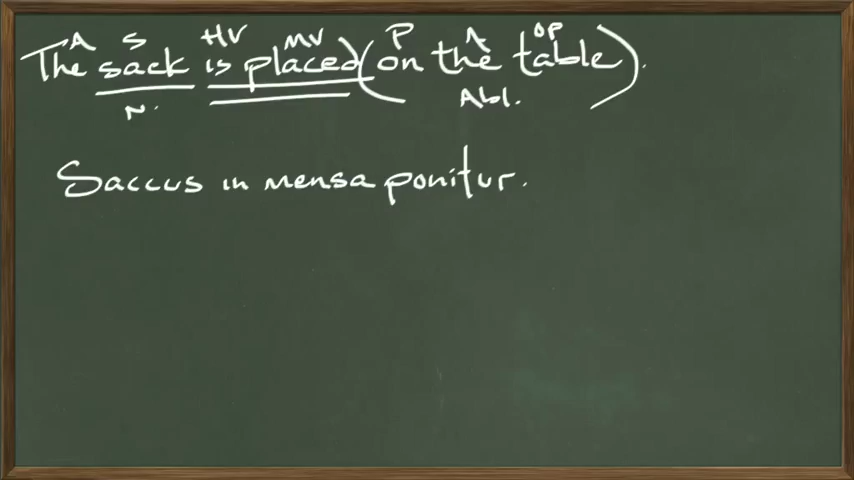 A S HV MV P A OP
The sack is placed (on the table).
N. Abl.
Saccus in mensa ponitur.